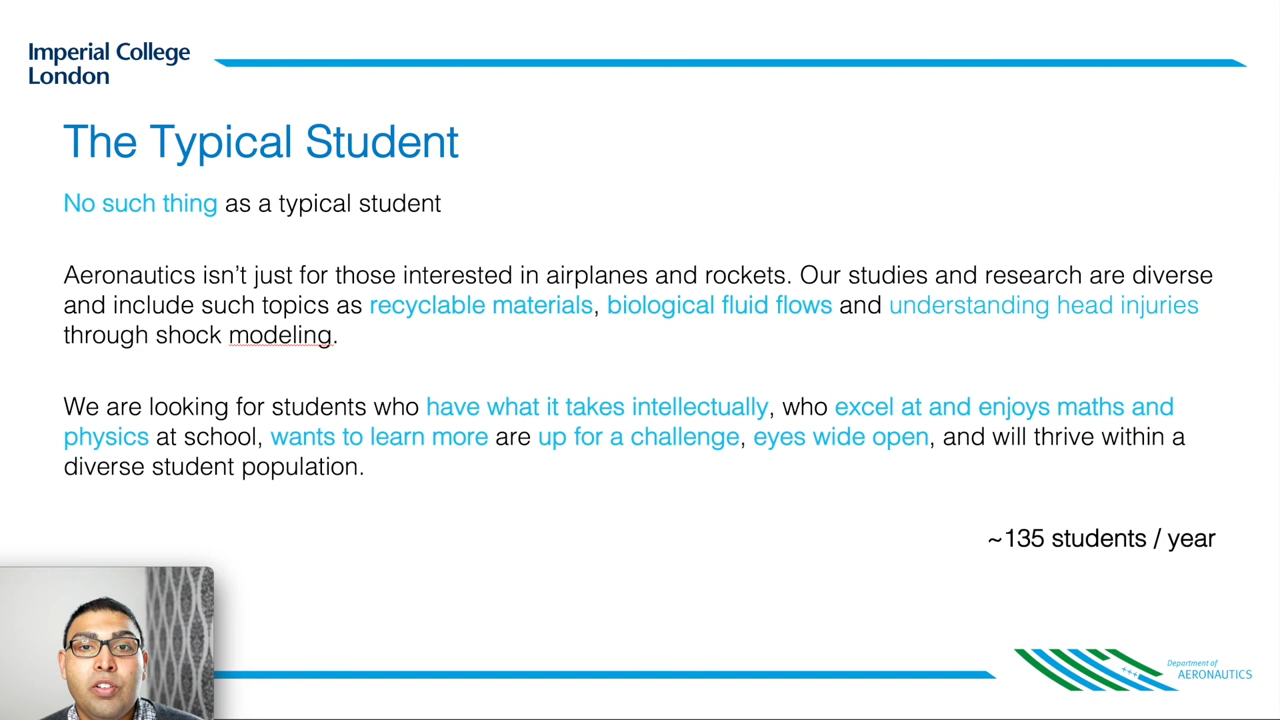 Imperial College
London
The Typical Student
No such thing as a typical student
Aeronautics isn’t just for those interested in airplanes and rockets. Our studies and research are diverse
and include such topics as recyclable materials, biological fluid flows and understanding head injuries
through shock modeling.
We are looking for students who have what it takes intellectually, who excel at and enjoys maths and
physics at school, wants to learn more are up for a challenge, eyes wide open, and will thrive within a
diverse student population.
~135 students / year
Department of
AERONAUTICS